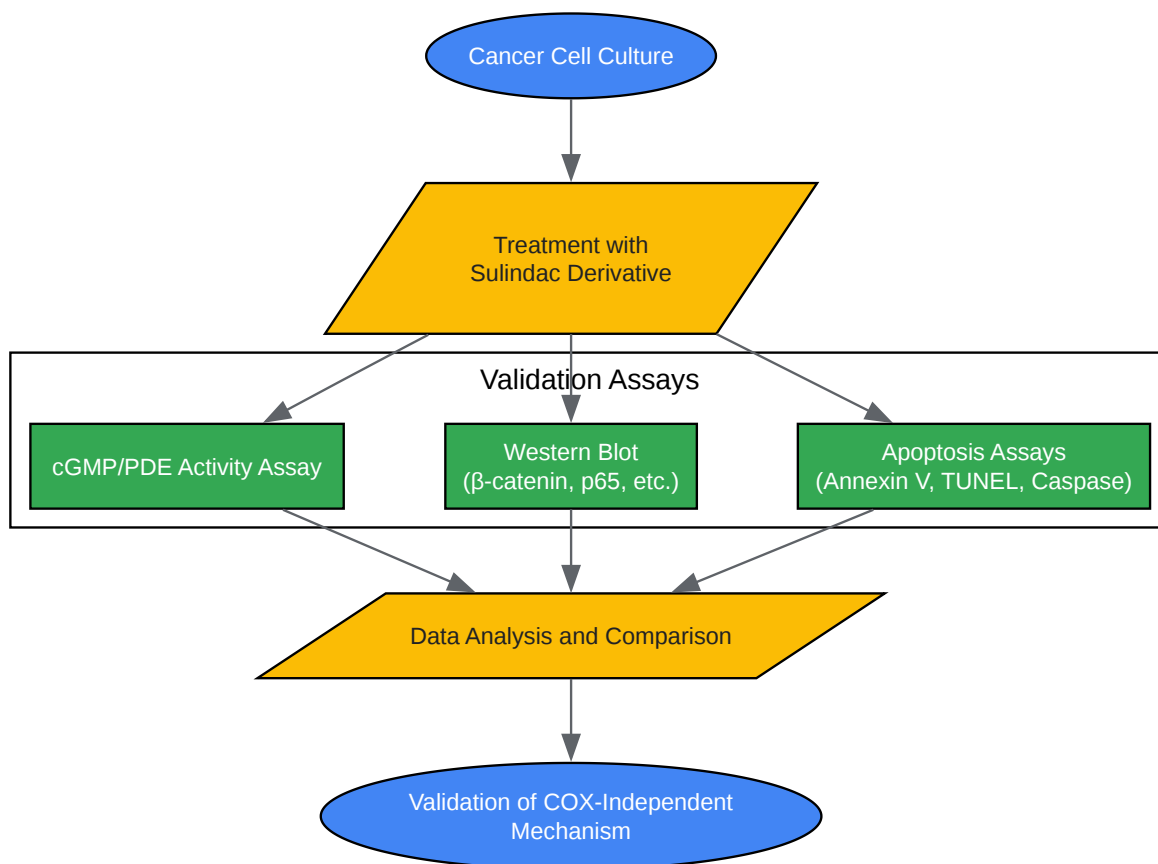 Cancer Cell Culture
Treatment with
Sulindac Derivative
Validation Assays
cGMP/PDE Activity Assay
Western Blot
(β-catenin, p65, etc.)
Apoptosis Assays
(Annexin V, TUNEL, Caspase)
Data Analysis and Comparison
Validation of COX-Independent
Mechanism